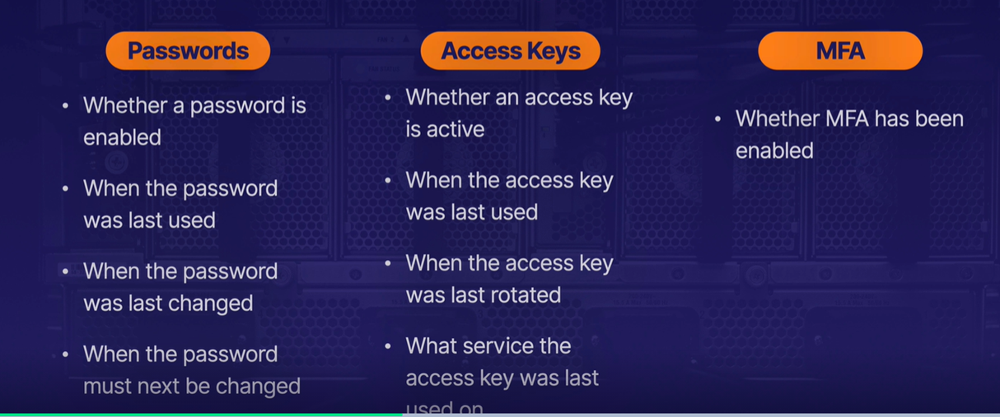 Passwords
• Whether a password is
enabled
• When the password
was last used
• When the password
was last changed
• When the password
must next be changed
Access Keys
• Whether an access key
is active
• When the access key
was last used
• When the access key
was last rotated
• What service the
access key was last
used on
MFA
• Whether MFA has been
enabled